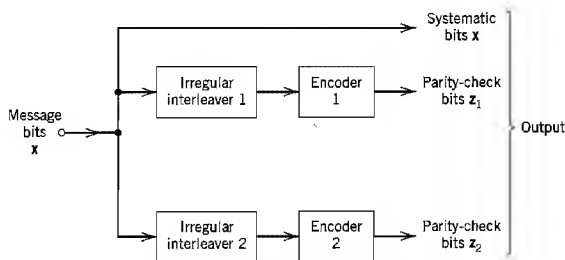 Systematic
bits x
Irregular
interleaver 1
Encoder
1
Parity-check
bits z1
Message
bits
x
Output
Irregular
interleaver 2
Encoder
2
Parity-check
bits z2